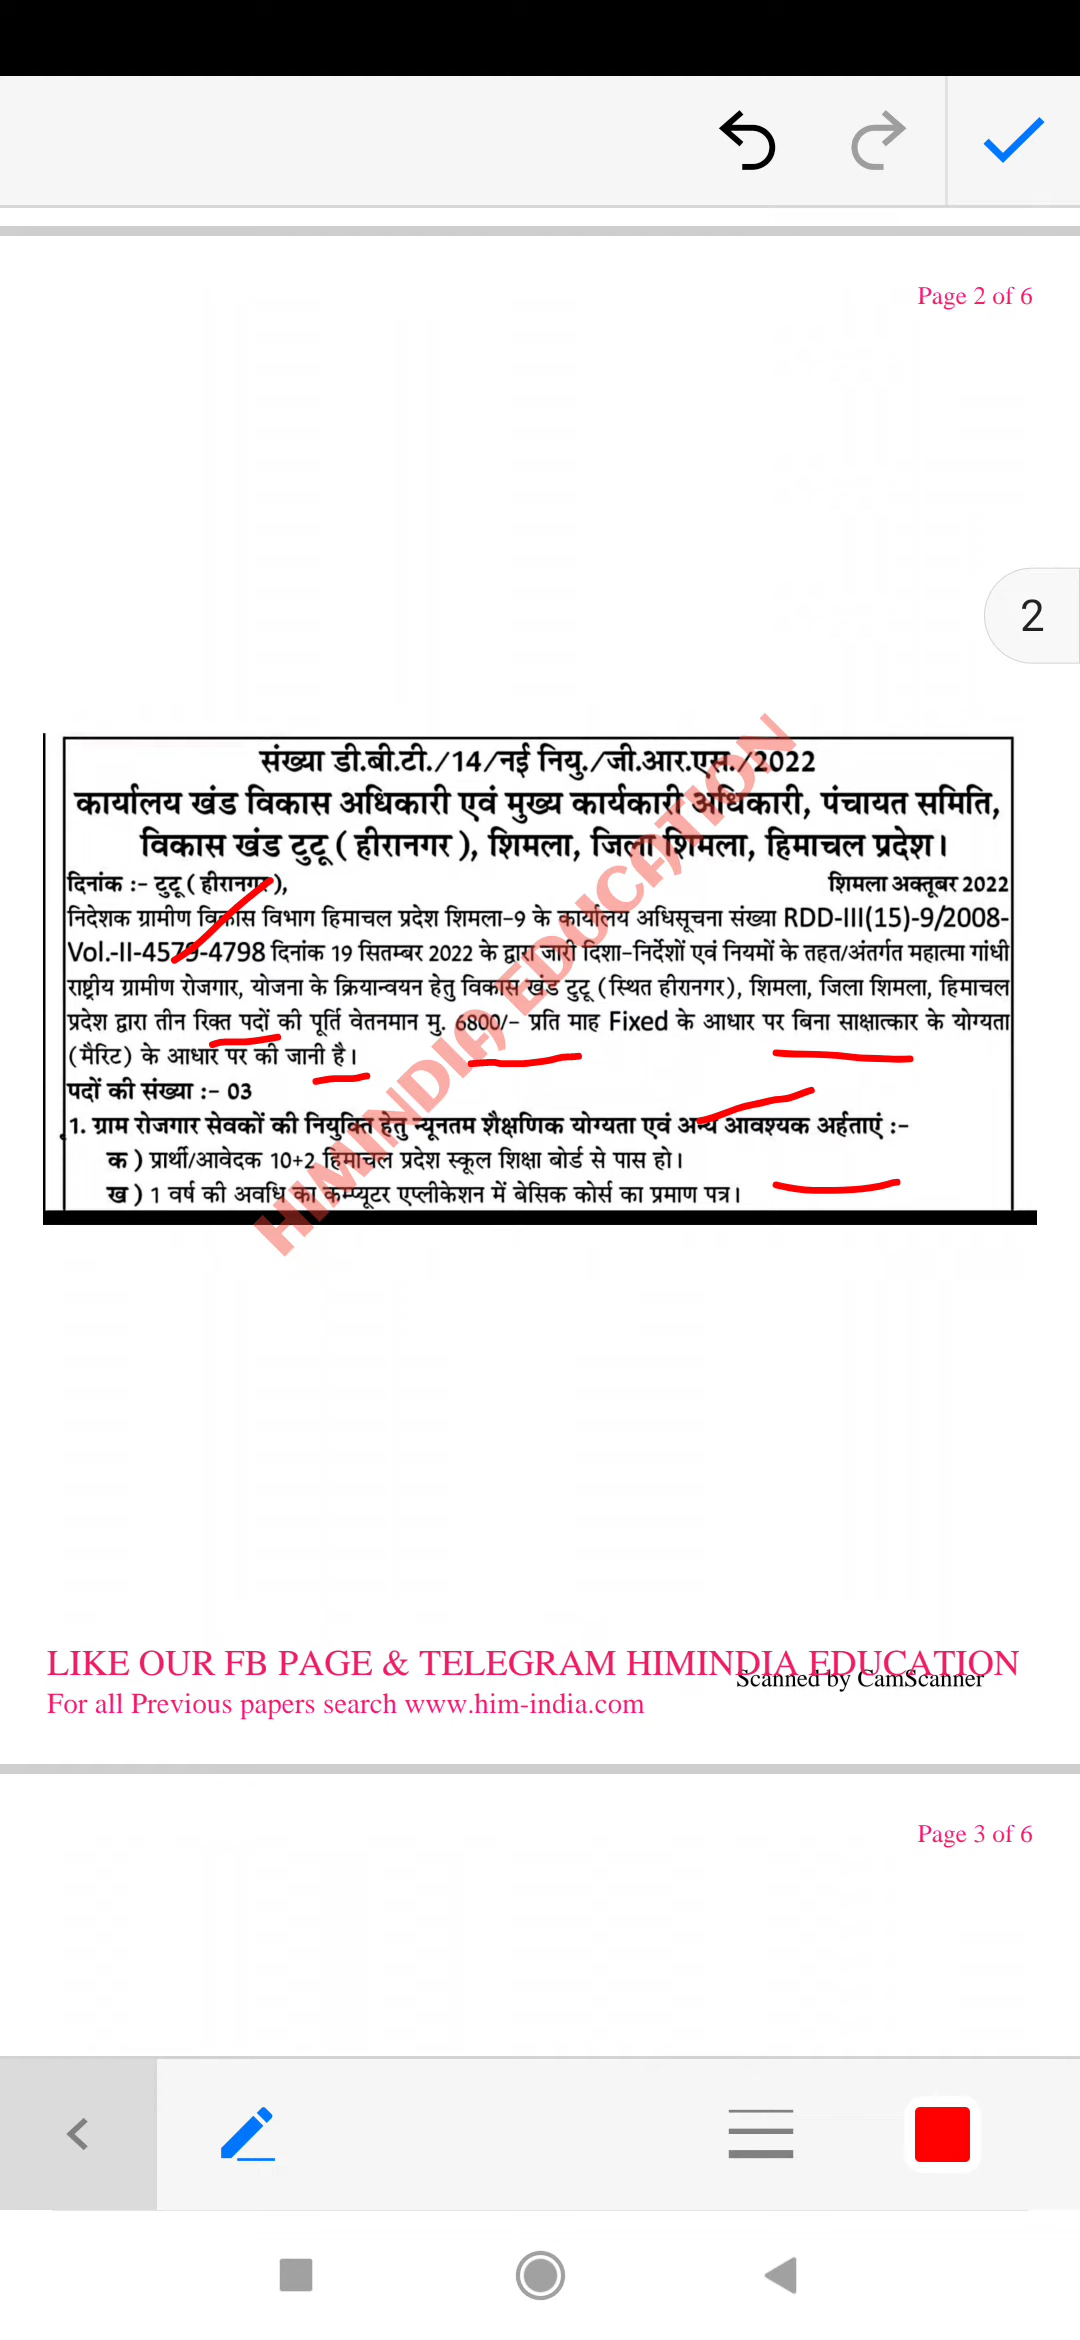 Page 2 of 6
2
संख्या डी.बी.टी./14/नई नियु./जी.आर.एस./2022
कार्यालय खंड विकास अधिकारी एवं मुख्य कार्यकारी अधिकारी, पंचायत समिति,
विकास खंड टुटू ( हीरानगर ), शिमला, जिला शिमला, हिमाचल प्रदेश।
दिनांक :- टुटू ( हीरानगर ), शिमला अक्तूबर 2022
निदेशक ग्रामीण विकास विभाग हिमाचल प्रदेश शिमला-9 के कार्यालय अधिसूचना संख्या RDD-III(15)-9/2008-
Vol.-II-4579-4798 दिनांक 19 सितम्बर 2022 के द्वारा जारी दिशा-निर्देशों एवं नियमों के तहत/अंतर्गत महात्मा गांधी
राष्ट्रीय ग्रामीण रोजगार, योजना के क्रियान्वयन हेतु विकास खंड टुटू (स्थित हीरानगर), शिमला, जिला शिमला, हिमाचल
प्रदेश द्वारा तीन रिक्त पदों की पूर्ति वेतनमान मु. 6800/- प्रति माह Fixed के आधार पर बिना साक्षात्कार के योग्यता
(मैरिट) के आधार पर की जानी है।
पदों की संख्या :- 03
1. ग्राम रोजगार सेवकों की नियुक्ति हेतु न्यूनतम शैक्षणिक योग्यता एवं अन्य आवश्यक अर्हताएं :-
क ) प्रार्थी/आवेदक 10+2 हिमाचल प्रदेश स्कूल शिक्षा बोर्ड से पास हो।
ख ) 1 वर्ष की अवधि का कम्प्यूटर एप्लीकेशन में बेसिक कोर्स का प्रमाण पत्र।
HIMINDIA EDUCATION
LIKE OUR FB PAGE & TELEGRAM HIMINDIA EDUCATION
Scanned by CamScanner
For all Previous papers search www.him-india.com
Page 3 of 6